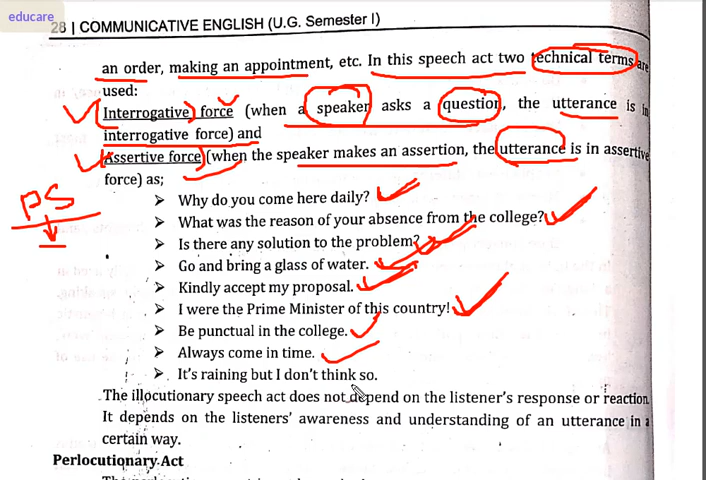 educare
28 | COMMUNICATIVE ENGLISH (U.G. Semester I)
an order, making an appointment, etc. In this speech act two technical terms are
used:
Interrogative force (when a speaker asks a question, the utterance is in
interrogative force) and
Assertive force (when the speaker makes an assertion, the utterance is in assertive
force) as;
PS
➢ Why do you come here daily?
➢ What was the reason of your absence from the college?
➢ Is there any solution to the problem?
➢ Go and bring a glass of water.
➢ Kindly accept my proposal.
➢ I were the Prime Minister of this country!
➢ Be punctual in the college.
➢ Always come in time.
➢ It's raining but I don't think so.
The illocutionary speech act does not depend on the listener's response or reaction.
It depends on the listeners' awareness and understanding of an utterance in a
certain way.
Perlocutionary Act